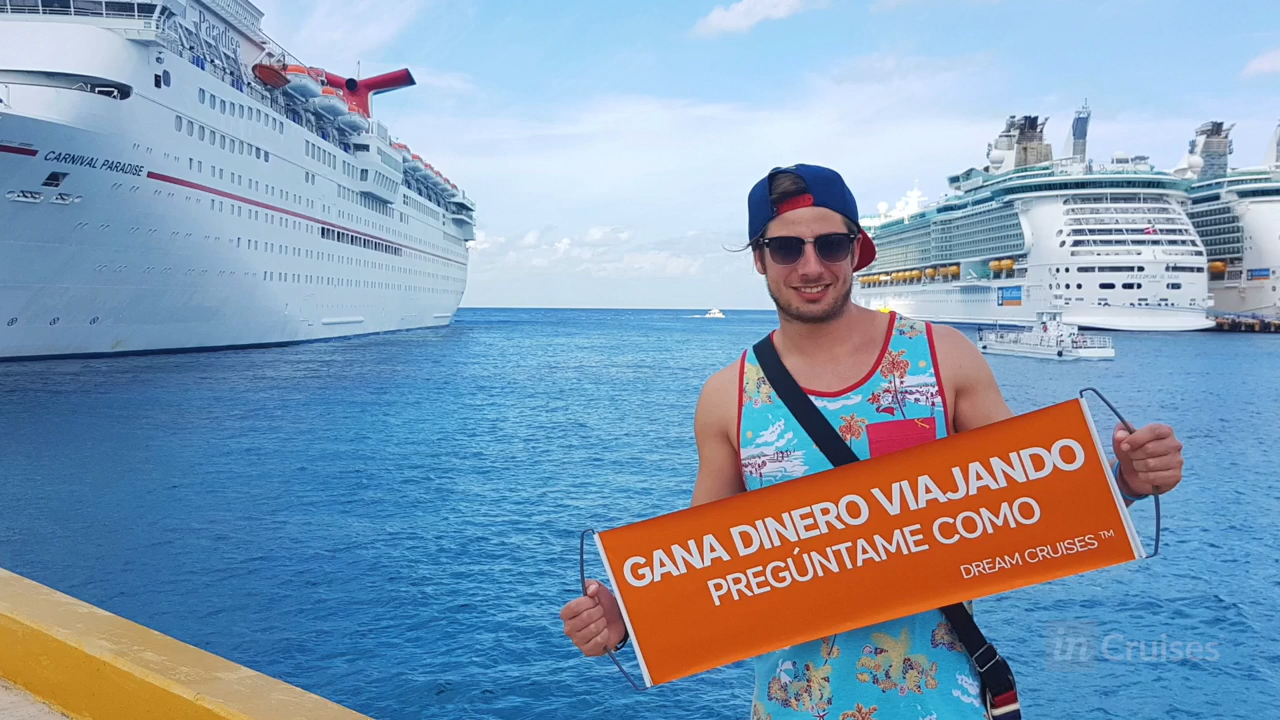 Paradise
CARNIVAL PARADISE
FREEDOM OF THE SEAS
GANA DINERO VIAJANDO
PREGÚNTAME COMO
DREAM CRUISES™
in Cruises